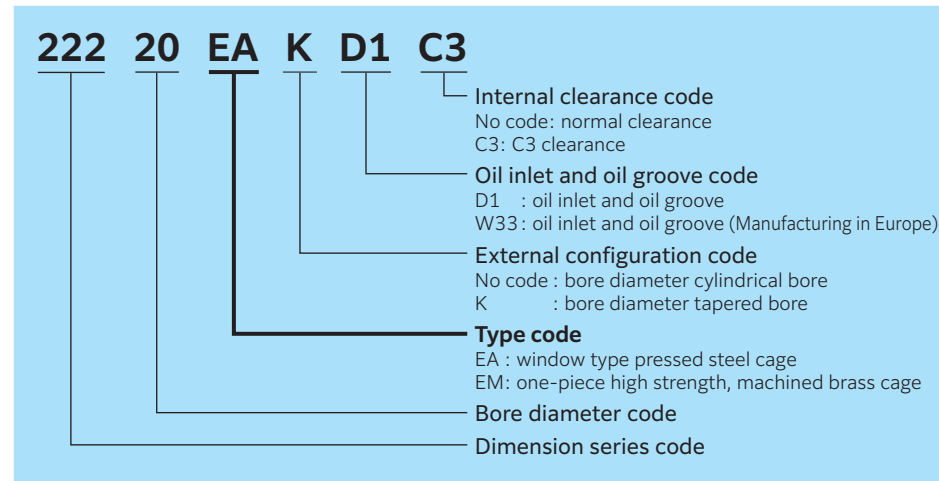 222 20 EA K D1 C3
Internal clearance code
No code: normal clearance
C3: C3 clearance
Oil inlet and oil groove code
D1 : oil inlet and oil groove
W33 : oil inlet and oil groove (Manufacturing in Europe)
External configuration code
No code : bore diameter cylindrical bore
K : bore diameter tapered bore
Type code
EA : window type pressed steel cage
EM: one-piece high strength, machined brass cage
Bore diameter code
Dimension series code